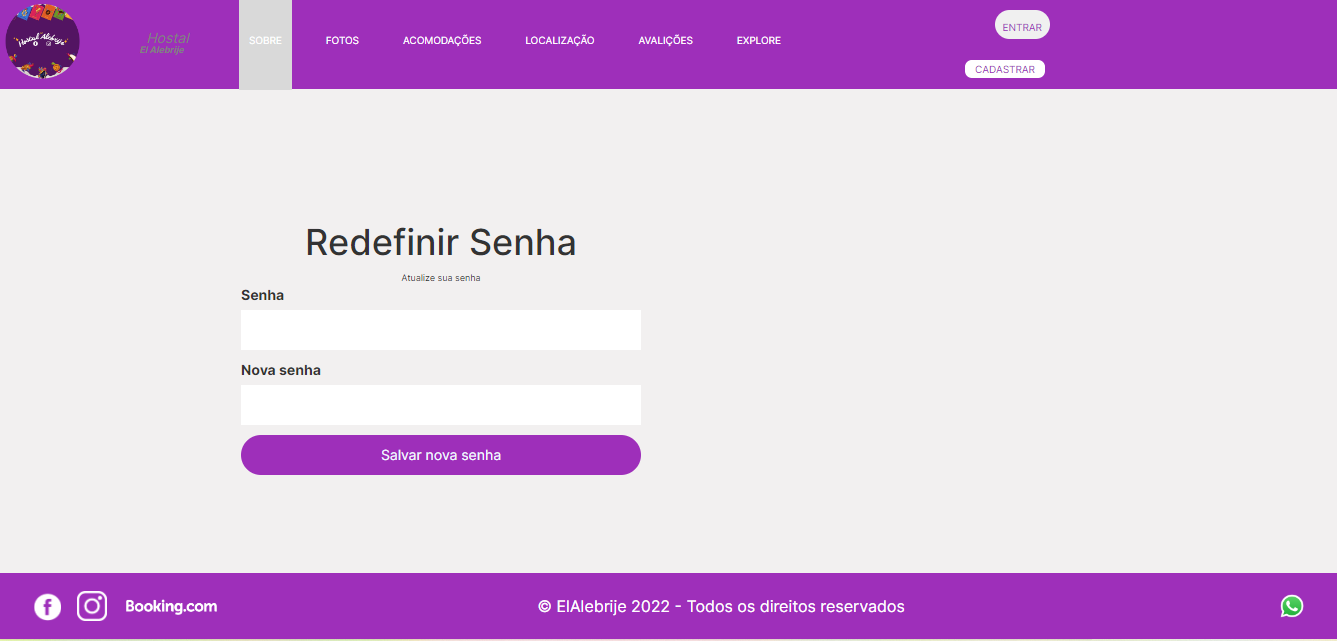 Hostal El Alebrije
Hostal
El Alebrije
SOBRE
FOTOS
ACOMODAÇÕES
LOCALIZAÇÃO
AVALIÇÕES
EXPLORE
ENTRAR
CADASTRAR
Redefinir Senha
Atualize sua senha
Senha
Nova senha
Salvar nova senha
Booking.com
© ElAlebrije 2022 - Todos os direitos reservados